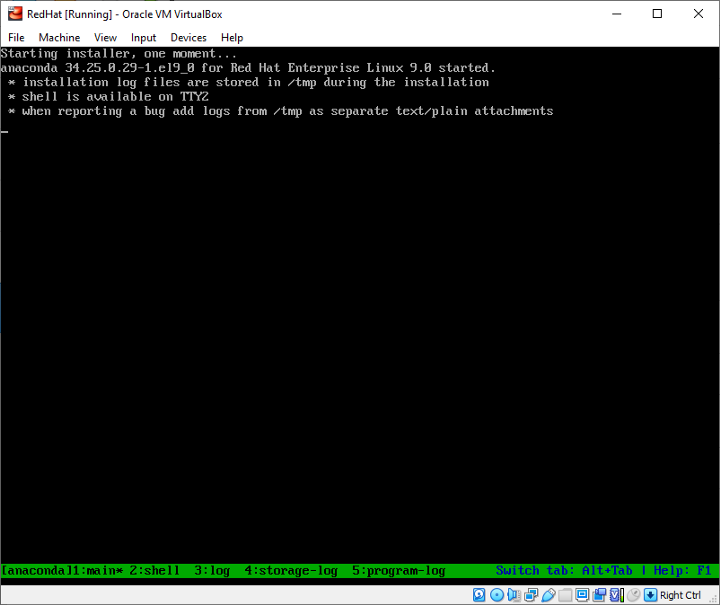 RedHat [Running] - Oracle VM VirtualBox
File Machine View Input Devices Help
Starting installer, one moment...
anaconda 34.25.0.29-1.el9_0 for Red Hat Enterprise Linux 9.0 started.
* installation log files are stored in /tmp during the installation
* shell is available on TTY2
* when reporting a bug add logs from /tmp as separate text/plain attachments
[anaconda]1:main* 2:shell 3:log 4:storage-log 5:program-log Switch tab: Alt+Tab | Help: F1
Right Ctrl